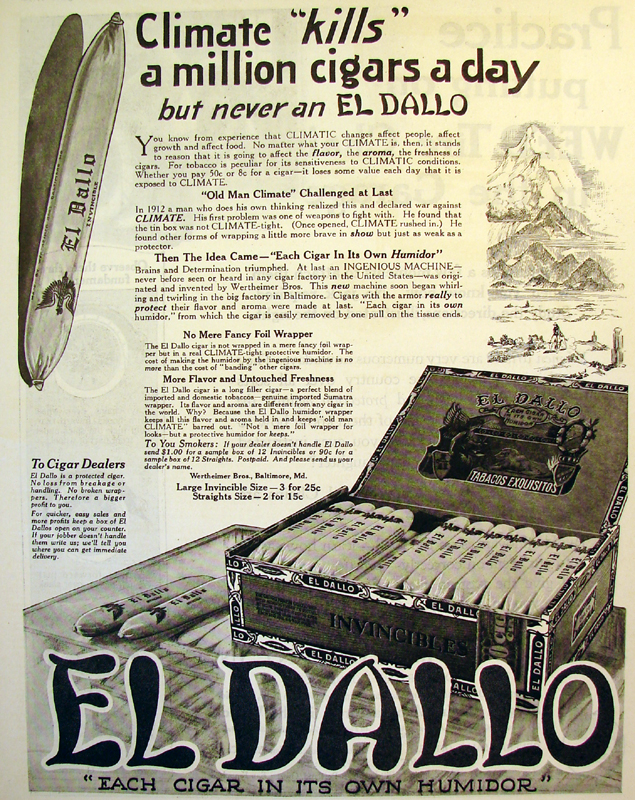 Climate "kills"
a million cigars a day
but never an EL DALLO
You know from experience that CLIMATIC changes affect people, affect
growth and affect food. No matter what your CLIMATE is, then, it stands
to reason that it is going to affect the flavor, the aroma, the freshness of
cigars. For tobacco is peculiar for its sensitiveness to CLIMATIC conditions.
Whether you pay 50c or 8c for a cigar—it loses some value each day that it is
exposed to CLIMATE.
"Old Man Climate" Challenged at Last
In 1912 a man who does his own thinking realized this and declared war against
CLIMATE. His first problem was one of weapons to fight with. He found that
the tin box was not CLIMATE-tight. (Once opened, CLIMATE rushed in.) He
found other forms of wrapping a little more brave in show but just as weak as a
protector.
Then The Idea Came—"Each Cigar In Its Own Humidor"
Brains and Determination triumphed. At last an INGENIOUS MACHINE—
never before seen or heard in any cigar factory in the United States—was origi-
nated and invented by Wertheimer Bros. This new machine soon began whirl-
ing and twirling in the big factory in Baltimore. Cigars with the armor really to
protect their flavor and aroma were made at last. "Each Cigar in its own
humidor," from which the cigar is easily removed by one pull on the tissue ends.
No Mere Fancy Foil Wrapper
The El Dallo cigar is not wrapped in a mere fancy foil wrap-
per but in a real CLIMATE-tight protective humidor. The
cost of making the humidor by the ingenious machine is no
more than the cost of "banding" other cigars.
More Flavor and Untouched Freshness
The El Dallo cigar is a long filler cigar—a perfect blend of
imported and domestic tobaccos—genuine imported Sumatra
wrapper. Its flavor and aroma are different from any cigar in
the world. Why? Because the El Dallo humidor wrapper
keeps all this flavor and aroma held in and keeps "old man
CLIMATE" barred out. "Not a mere foil wrapper for
looks—but a protective humidor for keeps."
To You Smokers: If your dealer doesn't handle El Dallo
send $1.00 for a sample box of 12 Invincibles or 90c for a
sample box of 12 Straights. Postpaid. And please send us your
dealer's name.
Wertheimer Bros., Baltimore, Md.
Large Invincible Size—3 for 25c
Straights Size—2 for 15c
To Cigar Dealers
El Dallo is a protected cigar.
No loss from breakage or
handling. No broken wrap-
pers. Therefore a bigger
profit to you.
For quicker, easy sales and
more profits keep a box of El
Dallos open on your counter.
If your jobber doesn't handle
them write us; we'll tell you
where you can get immediate
delivery.
El Dallo
INVINCIBLE
EL DALLO
TABACOS EXQUISITOS
El Dallo
El Dallo
EL DALLO
EL DALLO
INVINCIBLES
EL DALLO
EL DALLO
EL DALLO
"EACH CIGAR IN ITS OWN HUMIDOR"